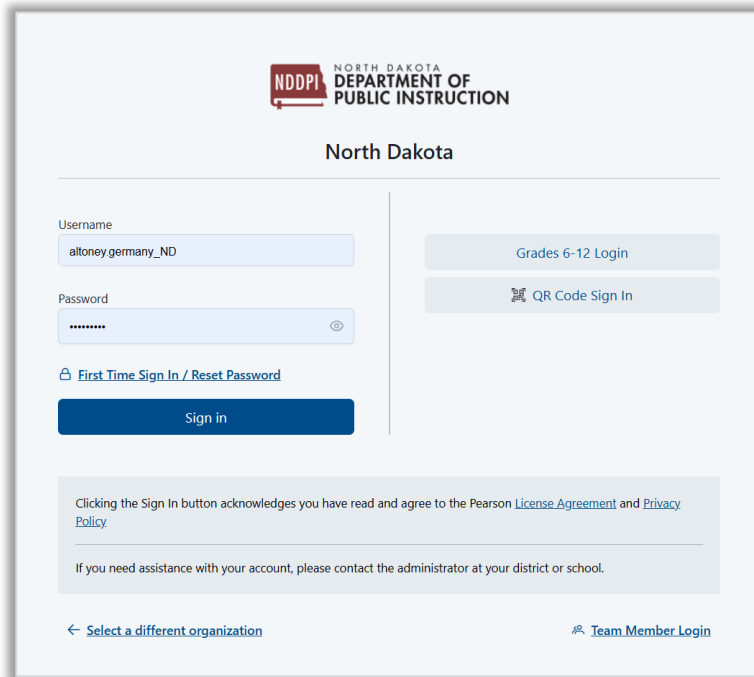 NDDPI
NORTH DAKOTA
DEPARTMENT OF
PUBLIC INSTRUCTION
North Dakota
Username
altoney.germany_ND
Password
•••••••••
First Time Sign In / Reset Password
Sign in
Grades 6-12 Login
QR Code Sign In
Clicking the Sign In button acknowledges you have read and agree to the Pearson License Agreement and Privacy
Policy
If you need assistance with your account, please contact the administrator at your district or school.
Select a different organization
Team Member Login